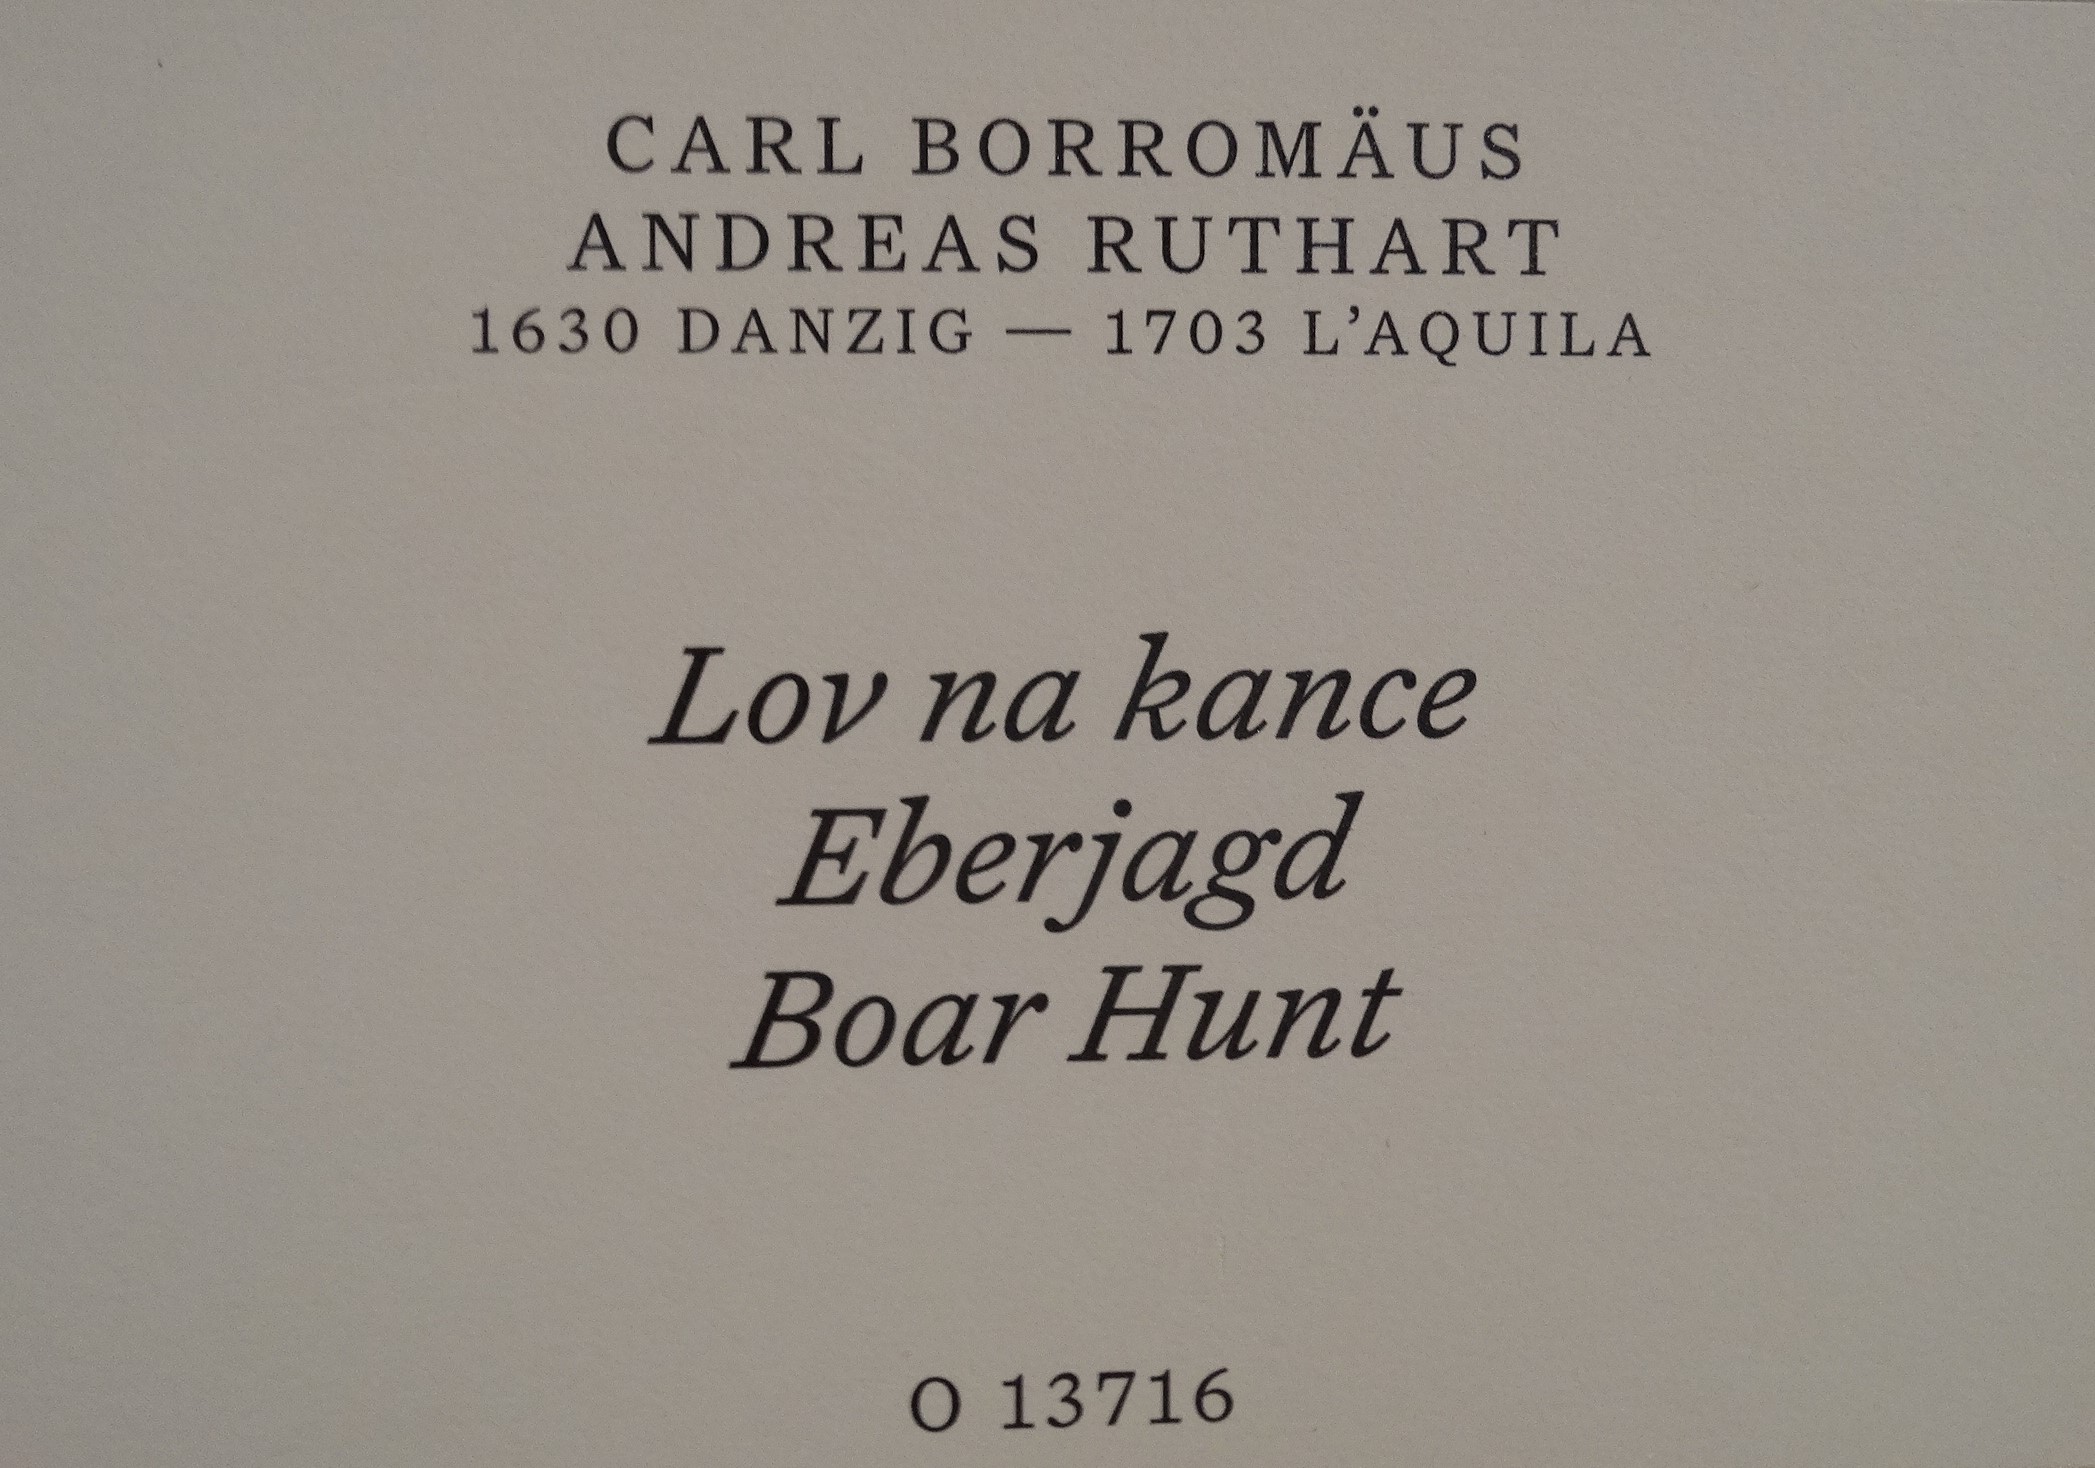 CARL BORROMÄUS
ANDREAS RUTHART
1630 DANZIG — 1703 L’AQUILA
Lov na kance
Eberjagd
Boar Hunt
O 13716